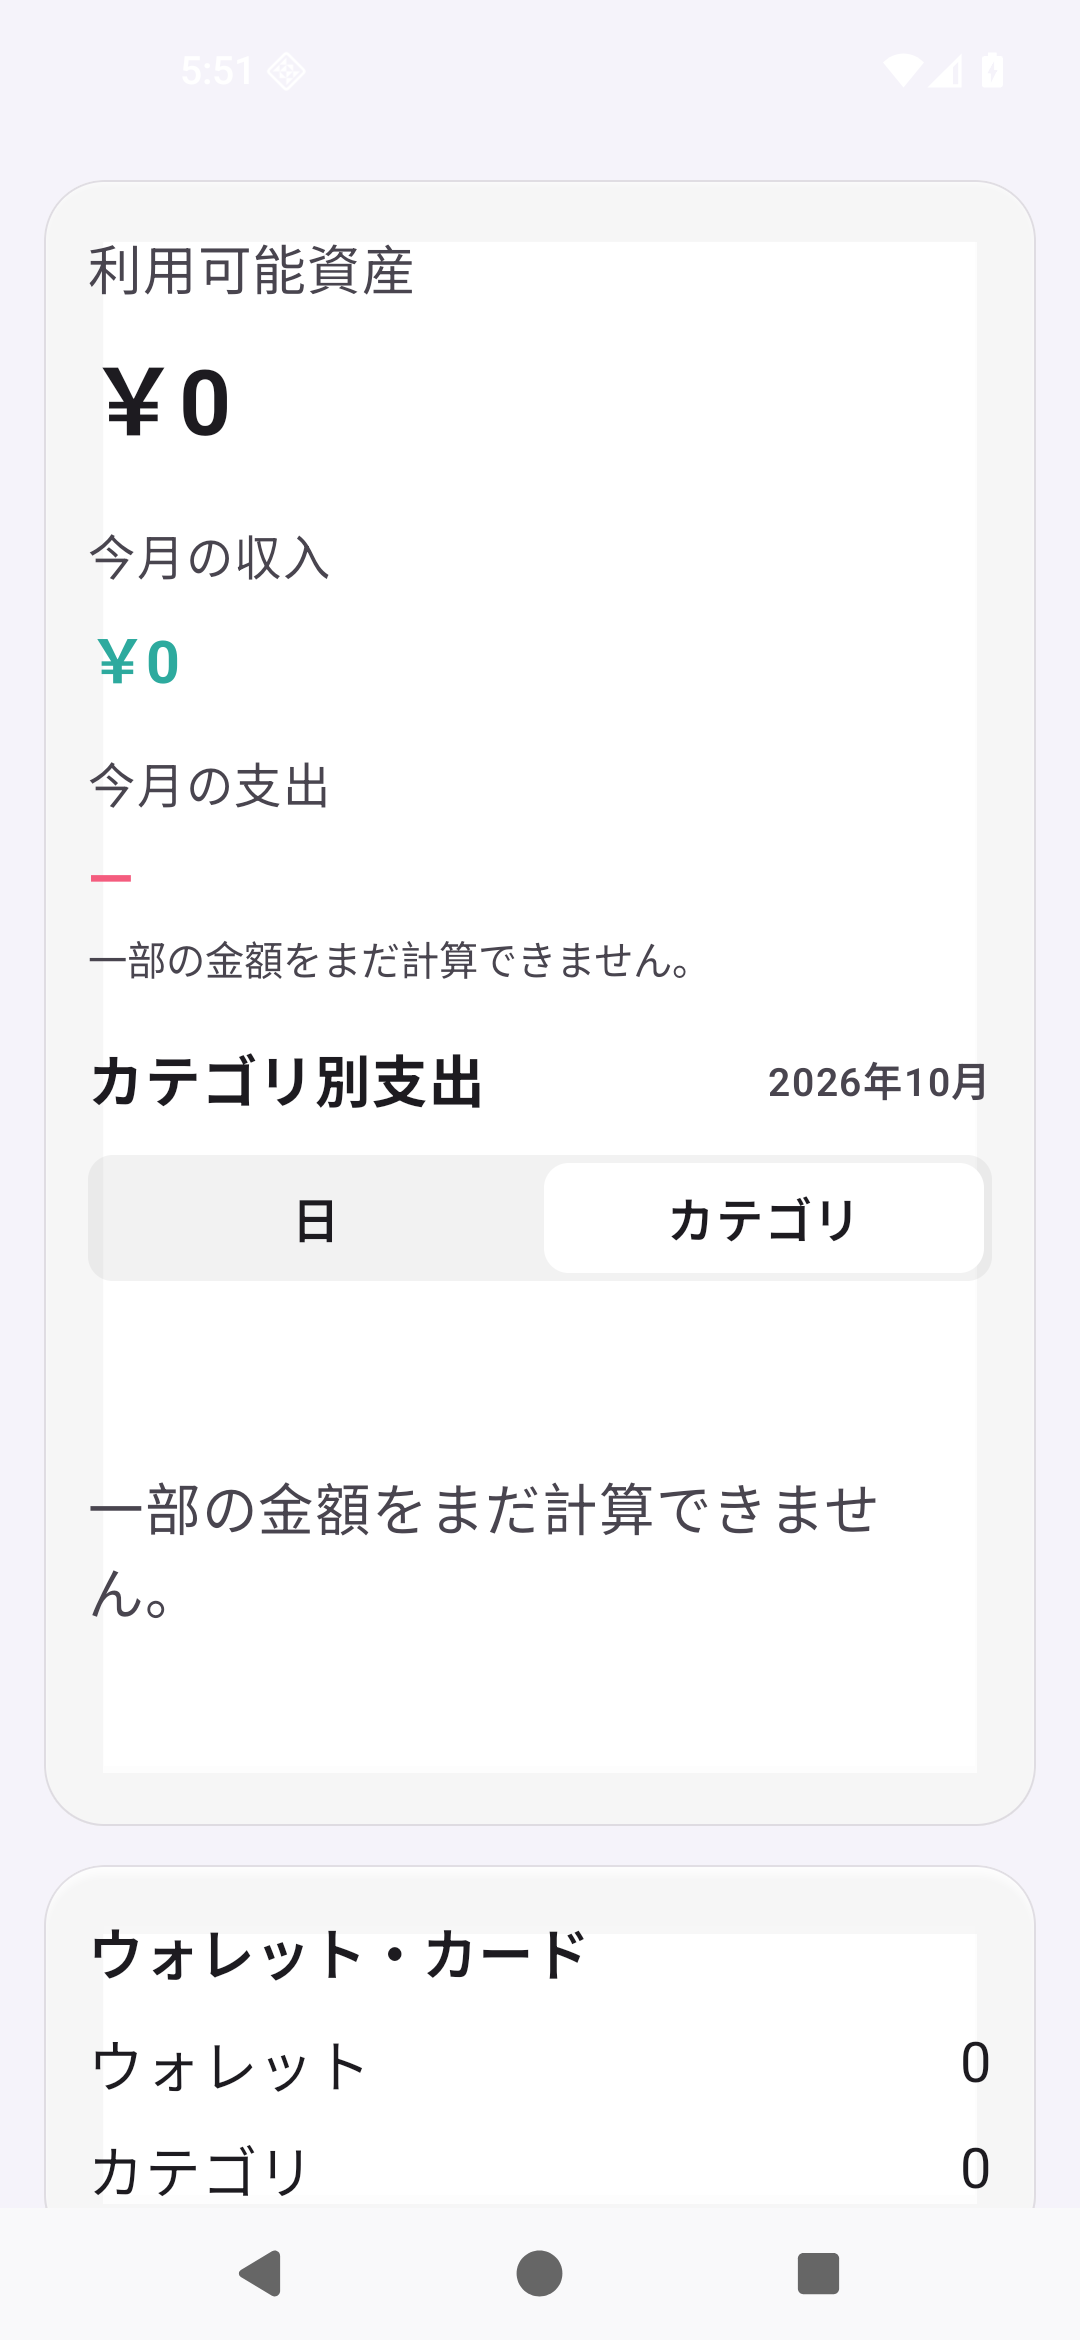 5:51
利用可能資産
¥0
今月の収入
¥0
今月の支出
—
一部の金額をまだ計算できません。
カテゴリ別支出
2026年10月
日
カテゴリ
一部の金額をまだ計算できませ
ん。
ウォレット・カード
ウォレット
0
カテゴリ
0